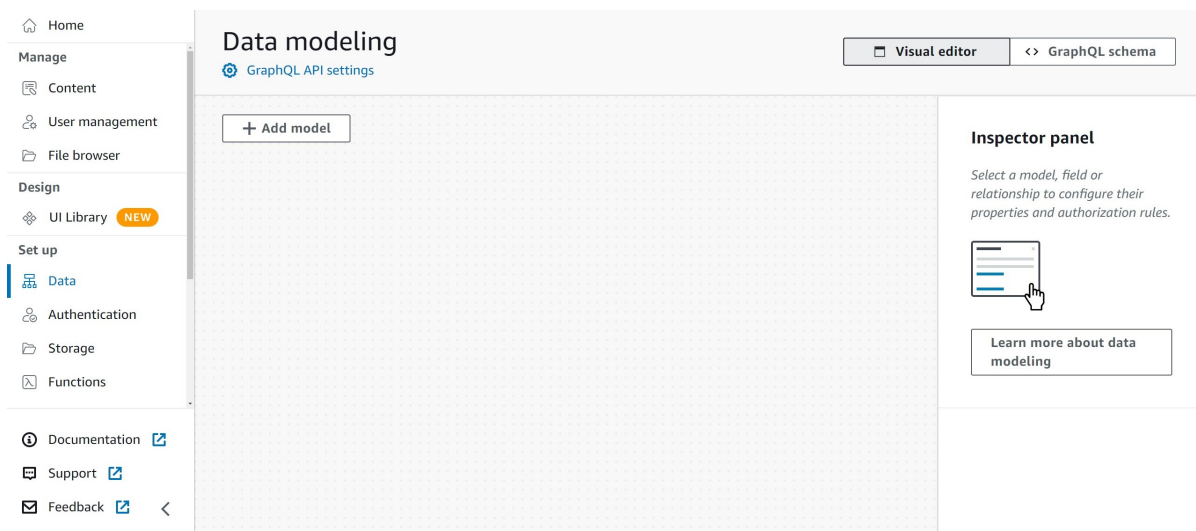 Home
Manage
Content
User management
File browser
Design
UI Library NEW
Set up
Data
Authentication
Storage
Functions
Documentation
Support
Feedback
Data modeling
GraphQL API settings
Visual editor
<> GraphQL schema
+ Add model
Inspector panel
Select a model, field or
relationship to configure their
properties and authorization rules.
Learn more about data
modeling